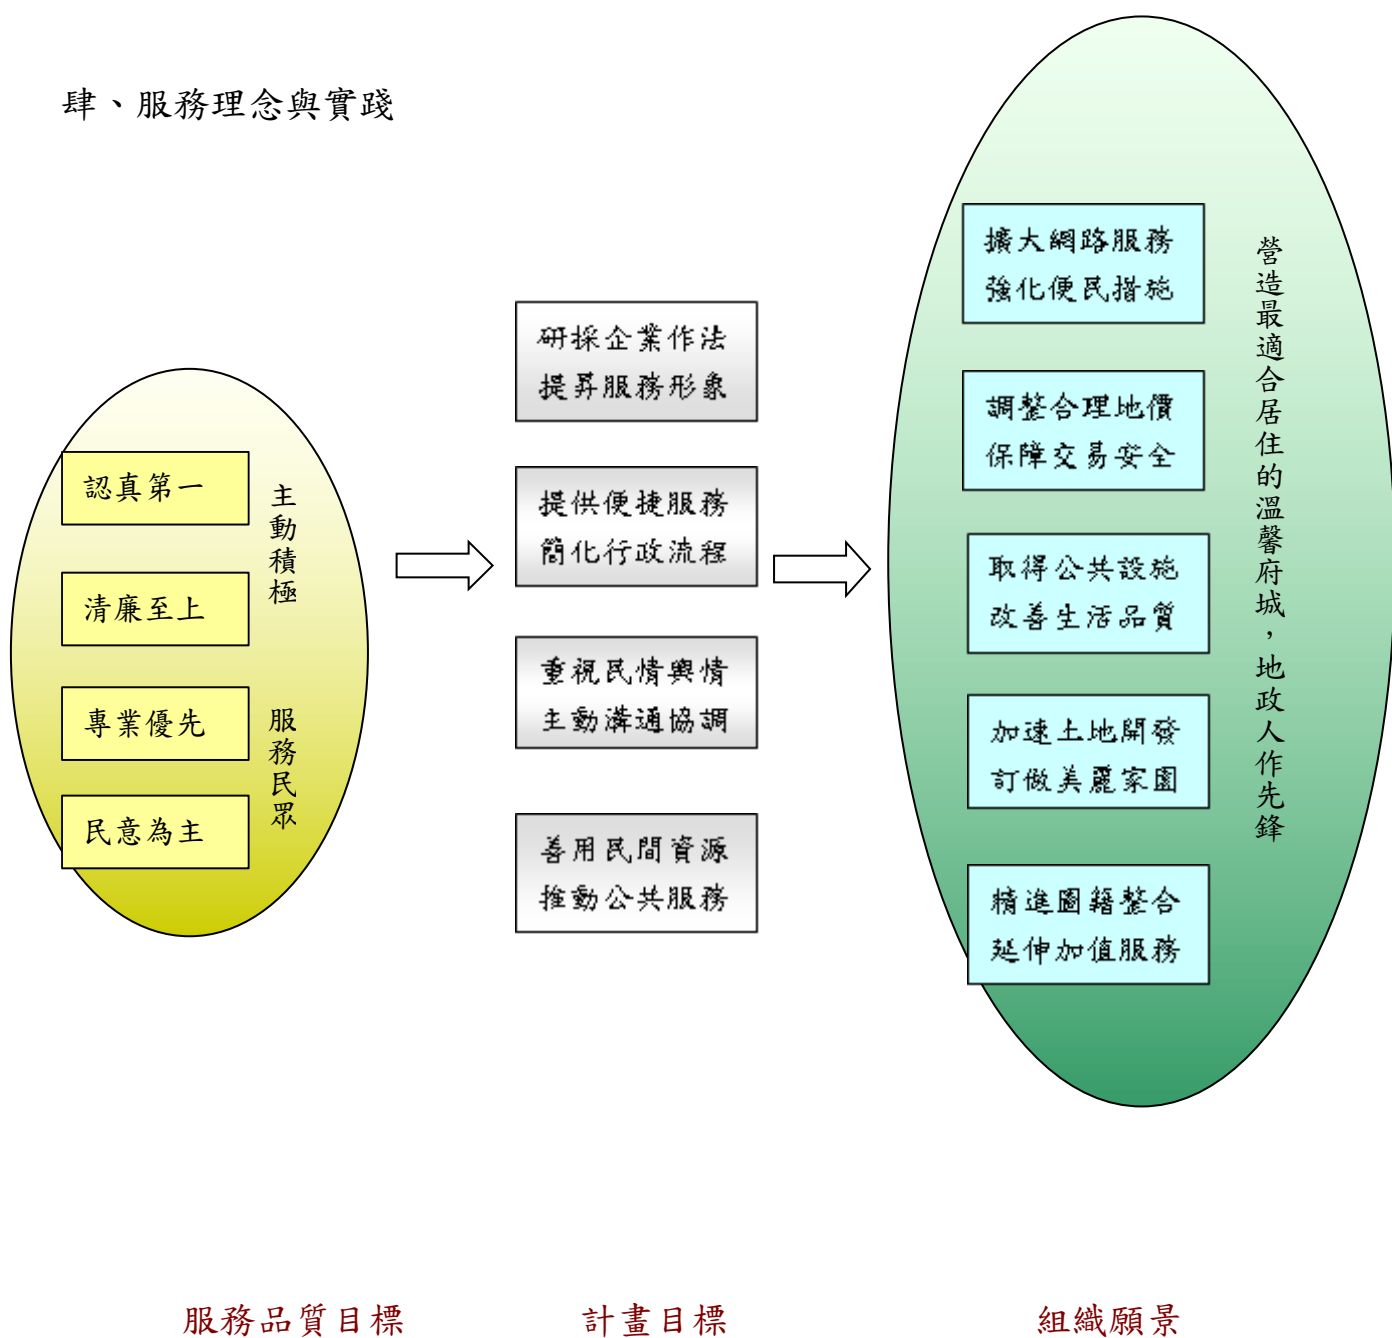 肆、服務理念與實踐
認真第一
清廉至上
專業優先
民意為主
主動積極
服務民眾
研採企業作法
提昇服務形象
提供便捷服務
簡化行政流程
重視民情輿情
主動溝通協調
善用民間資源
推動公共服務
擴大網路服務
強化便民措施
調整合理地價
保障交易安全
取得公共設施
改善生活品質
加速土地開發
訂做美麗家園
精進圖籍整合
延伸加值服務
營造最適合居住的溫馨府城，地政人作先鋒
服務品質目標
計畫目標
組織願景